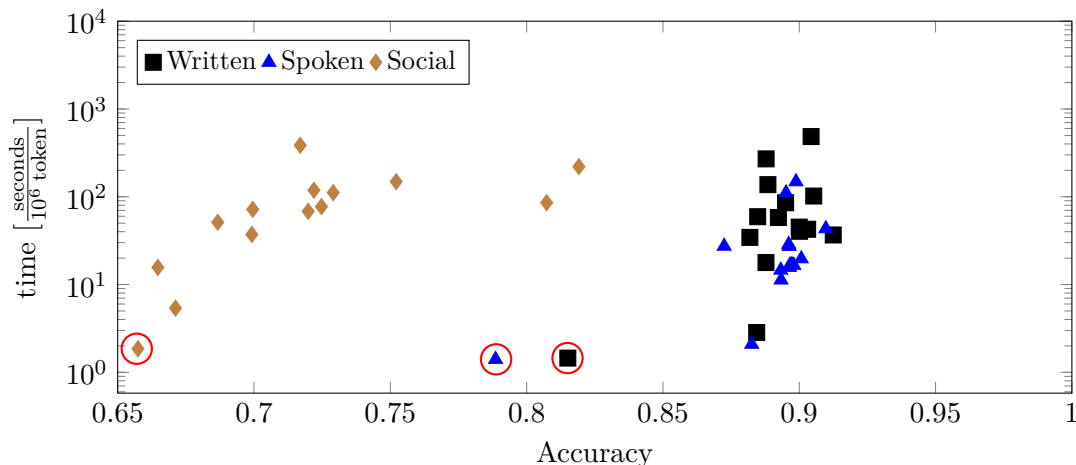 10^4
Written Spoken Social
10^3
10^2
10^1
10^0
time [seconds/10^6 token]
0.65 0.7 0.75 0.8 0.85 0.9 0.95 1
Accuracy